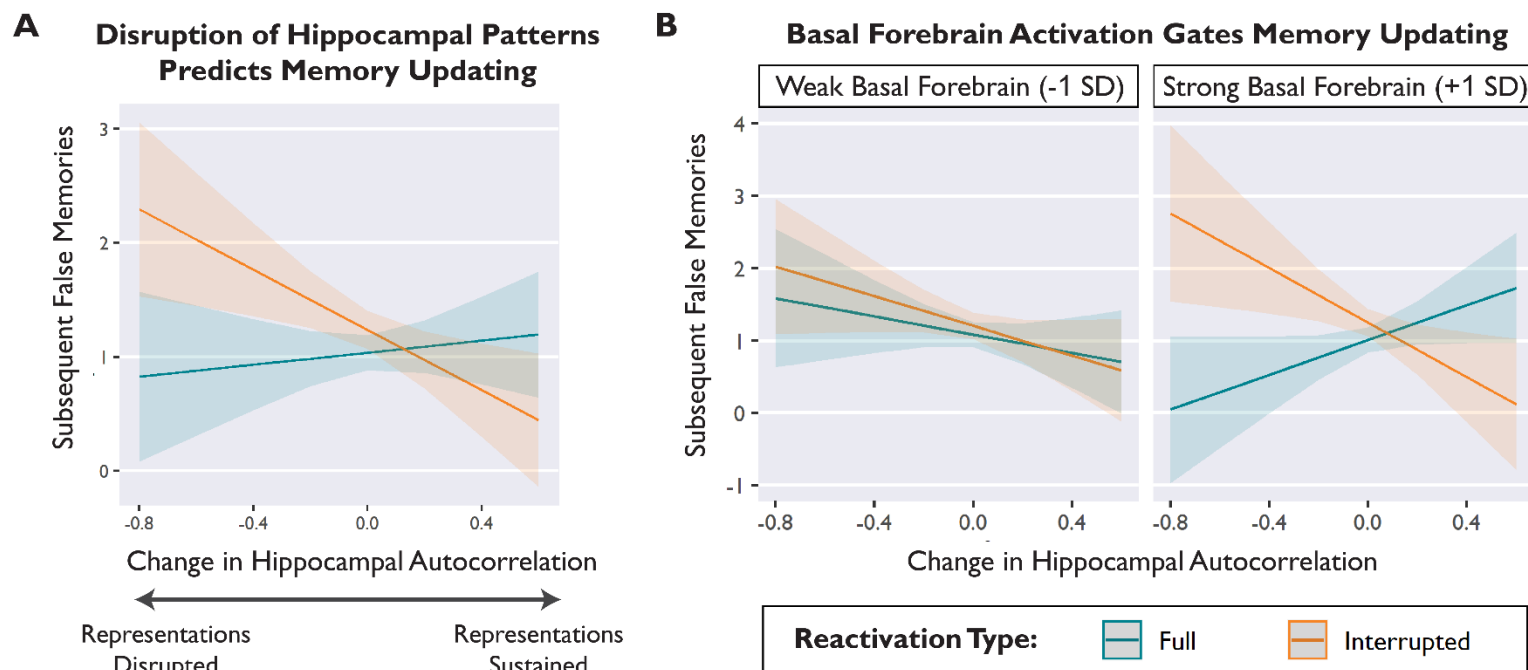 A
Disruption of Hippocampal Patterns
Predicts Memory Updating
Subsequent False Memories
3
2
1
0
-0.8
-0.4
0.0
0.4
Change in Hippocampal Autocorrelation
Representations
Disrupted
Representations
Sustained
B
Basal Forebrain Activation Gates Memory Updating
Weak Basal Forebrain (-1 SD)
Strong Basal Forebrain (+1 SD)
Subsequent False Memories
4
3
2
1
0
-1
-0.8
-0.4
0.0
0.4
-0.8
-0.4
0.0
0.4
Change in Hippocampal Autocorrelation
Reactivation Type:
Full
Interrupted